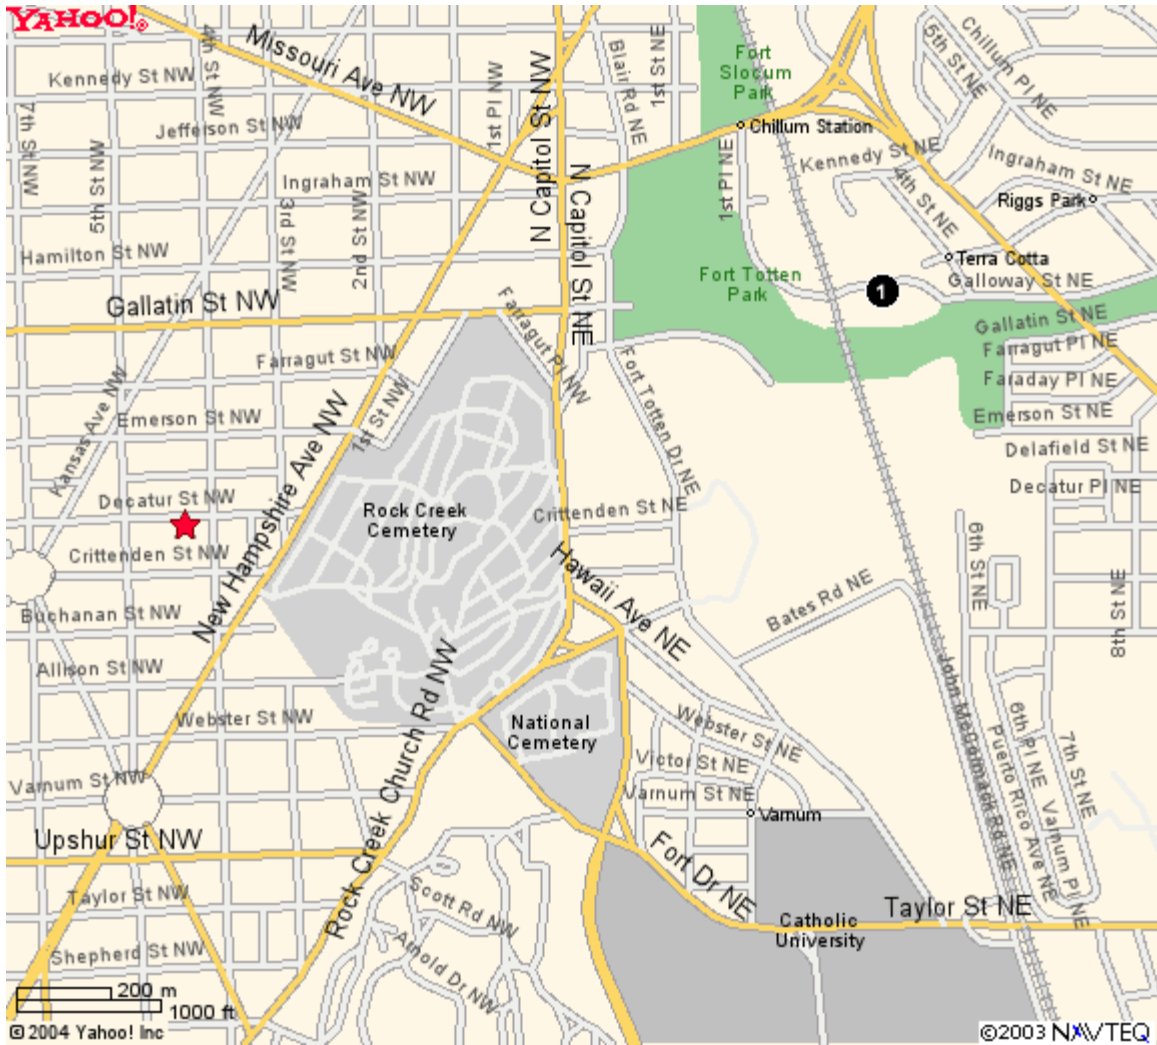 YAHOO!®
4th St NW
Missouri Ave NW
Kennedy St NW
7th St NW
5th St NW
Jefferson St NW
1st Pl NW
N Capitol St NW
Blair Rd NE
1st St NE
Fort
Slocum
Park
5th St NE
Chillum Pl NE
Chillum Station
Kennedy St NE
Ingraham St NE
Ingraham St NW
3rd St NW
2nd St NW
N Capitol St NE
1st Pl NE
4th St NE
Riggs Park
Hamilton St NW
Terra Cotta
Galloway St NE
Fort Totten
Park
1
Gallatin St NW
Farragut Pl NW
Gallatin St NE
Farragut Pl NE
Farragut St NW
Fort Totten Dr NE
Faraday Pl NE
Kansas Ave NW
Emerson St NW
1st St NW
Emerson St NE
Delafield St NE
New Hampshire Ave NW
Decatur St NW
Decatur Pl NE
Rock Creek
Cemetery
Crittenden St NE
Crittenden St NW
Hawaii Ave NE
6th St NE
8th St NE
Buchanan St NW
Bates Rd NE
Allison St NW
Webster St NW
Rock Creek Church Rd NW
National
Cemetery
Webster St NE
John McCormack Rd NE
Puerto Rico Ave NE
6th Pl NE
7th St NE
Varnum Pl NE
Victor St NE
Varnum St NW
Varnum St NE
Varnum
Upshur St NW
Fort Dr NE
Scott Rd NW
Taylor St NW
Taylor St NE
Catholic
University
Arnold Dr NW
Shepherd St NW
200 m
1000 ft
© 2004 Yahoo! Inc
©2003 NAVTEQ